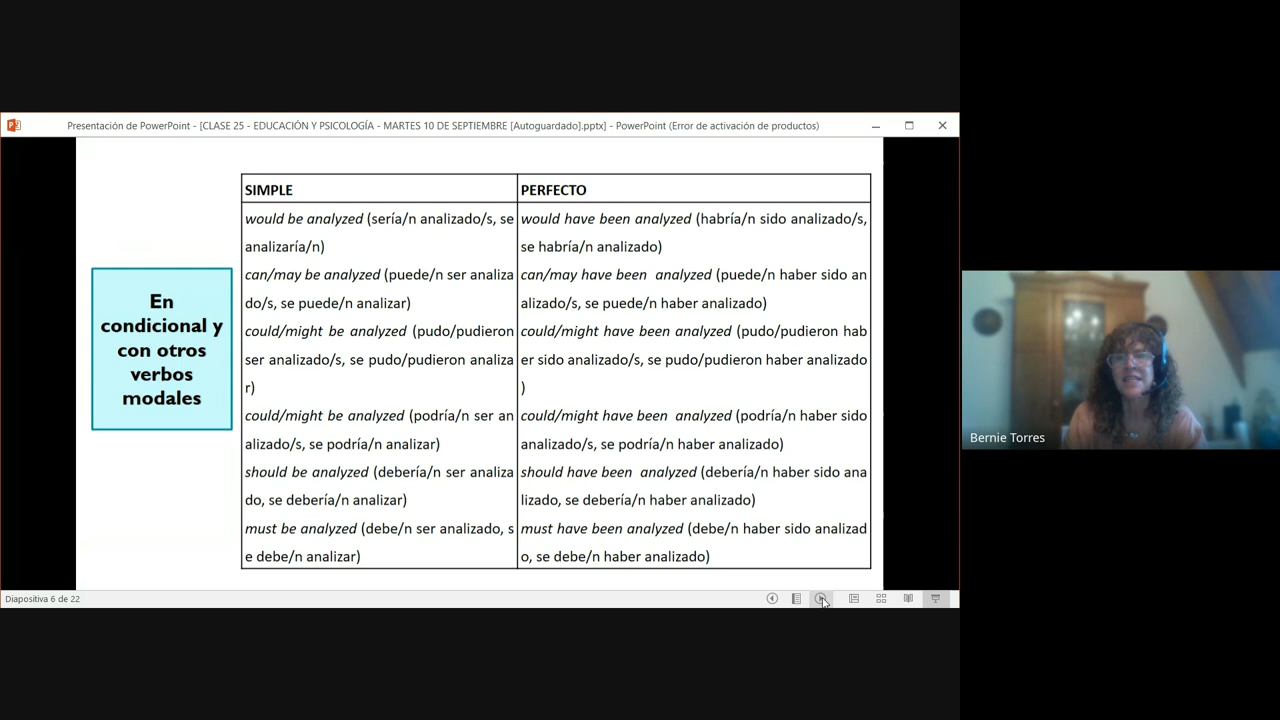 Presentación de PowerPoint - [CLASE 25 - EDUCACIÓN Y PSICOLOGÍA - MARTES 10 DE SEPTIEMBRE [Autoguardado].pptx] - PowerPoint (Error de activación de productos)
En
condicional y
con otros
verbos
modales
SIMPLE
would be analyzed (sería/n analizado/s, se
analizaría/n)
can/may be analyzed (puede/n ser analiza
do/s, se puede/n analizar)
could/might be analyzed (pudo/pudieron
ser analizado/s, se pudo/pudieron analiza
r)
could/might be analyzed (podría/n ser an
alizado/s, se podría/n analizar)
should be analyzed (debería/n ser analiza
do, se debería/n analizar)
must be analyzed (debe/n ser analizado, s
e debe/n analizar)
PERFECTO
would have been analyzed (habría/n sido analizado/s,
se habría/n analizado)
can/may have been analyzed (puede/n haber sido an
alizado/s, se puede/n haber analizado)
could/might have been analyzed (pudo/pudieron hab
er sido analizado/s, se pudo/pudieron haber analizado
)
could/might have been analyzed (podría/n haber sido
analizado/s, se podría/n haber analizado)
should have been analyzed (debería/n haber sido ana
lizado, se debería/n haber analizado)
must have been analyzed (debe/n haber sido analizad
o, se debe/n haber analizado)
Diapositiva 6 de 22
Bernie Torres